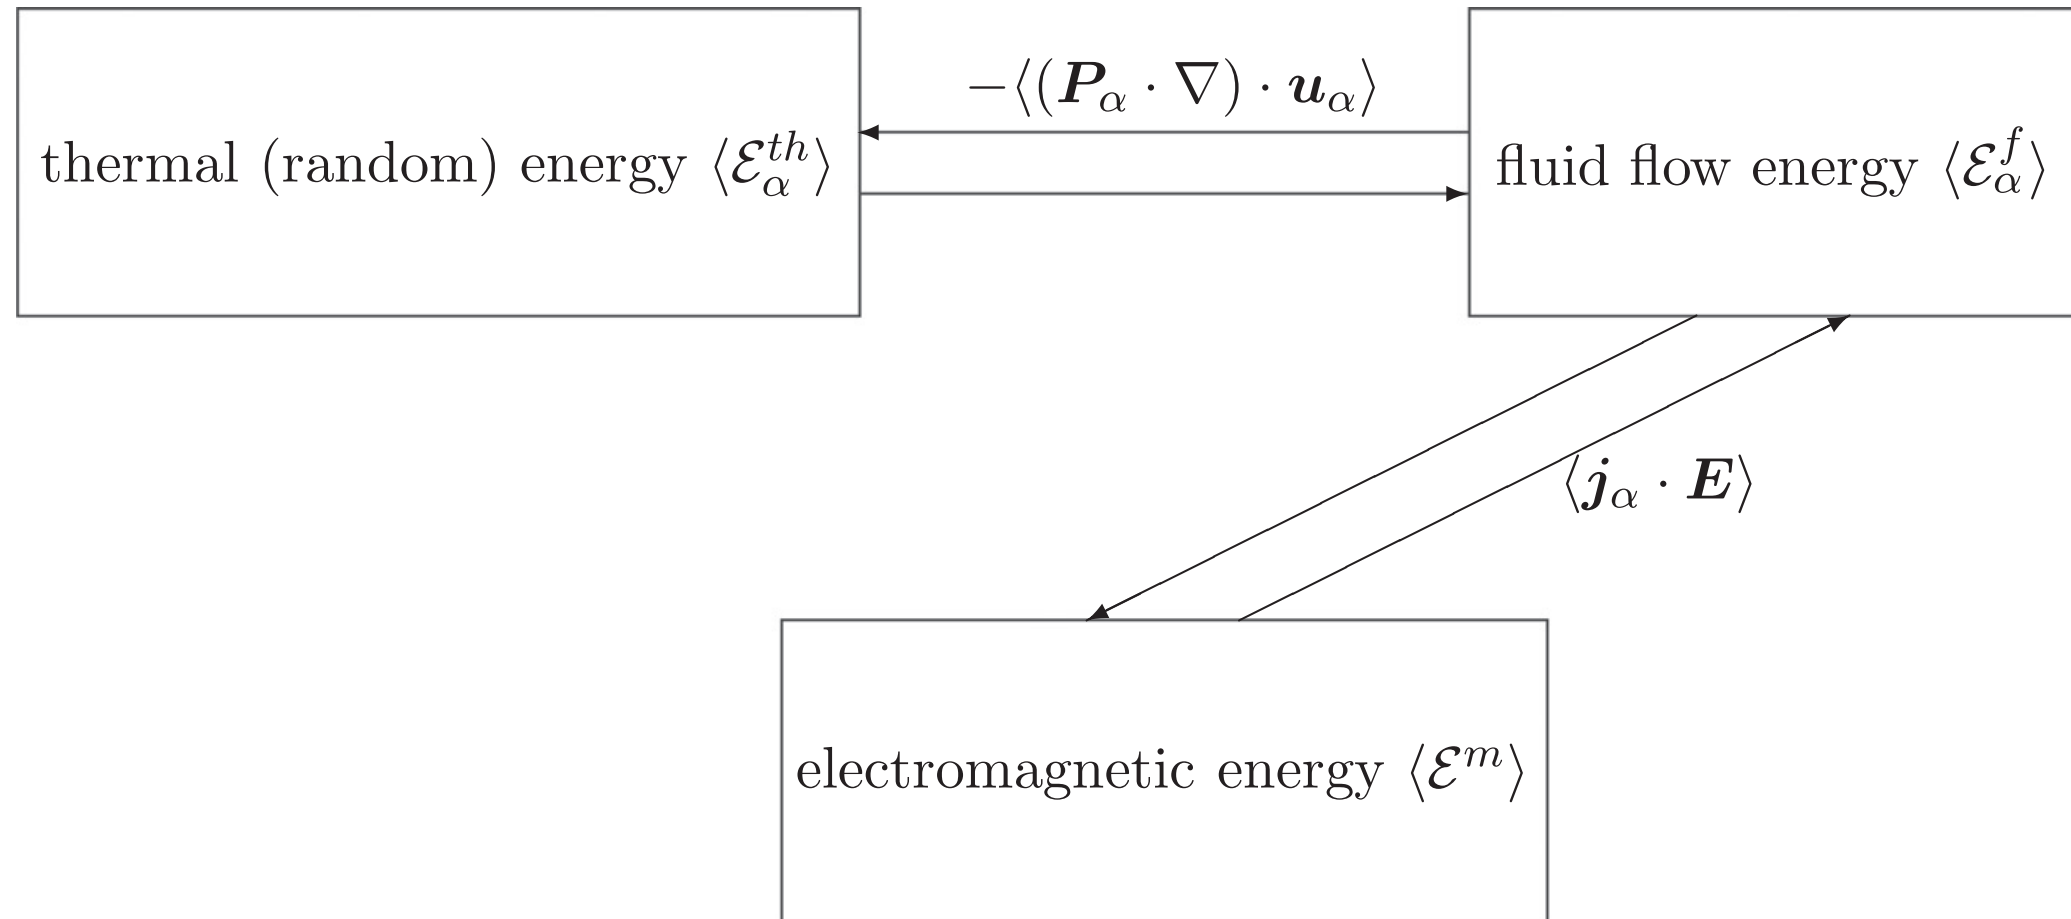 −⟨(𝑷_α · ∇) · 𝒖_α⟩
thermal (random) energy ⟨ℰ_α^{th}⟩
fluid flow energy ⟨ℰ_α^f⟩
⟨𝒋_α · 𝑬⟩
electromagnetic energy ⟨ℰ^m⟩